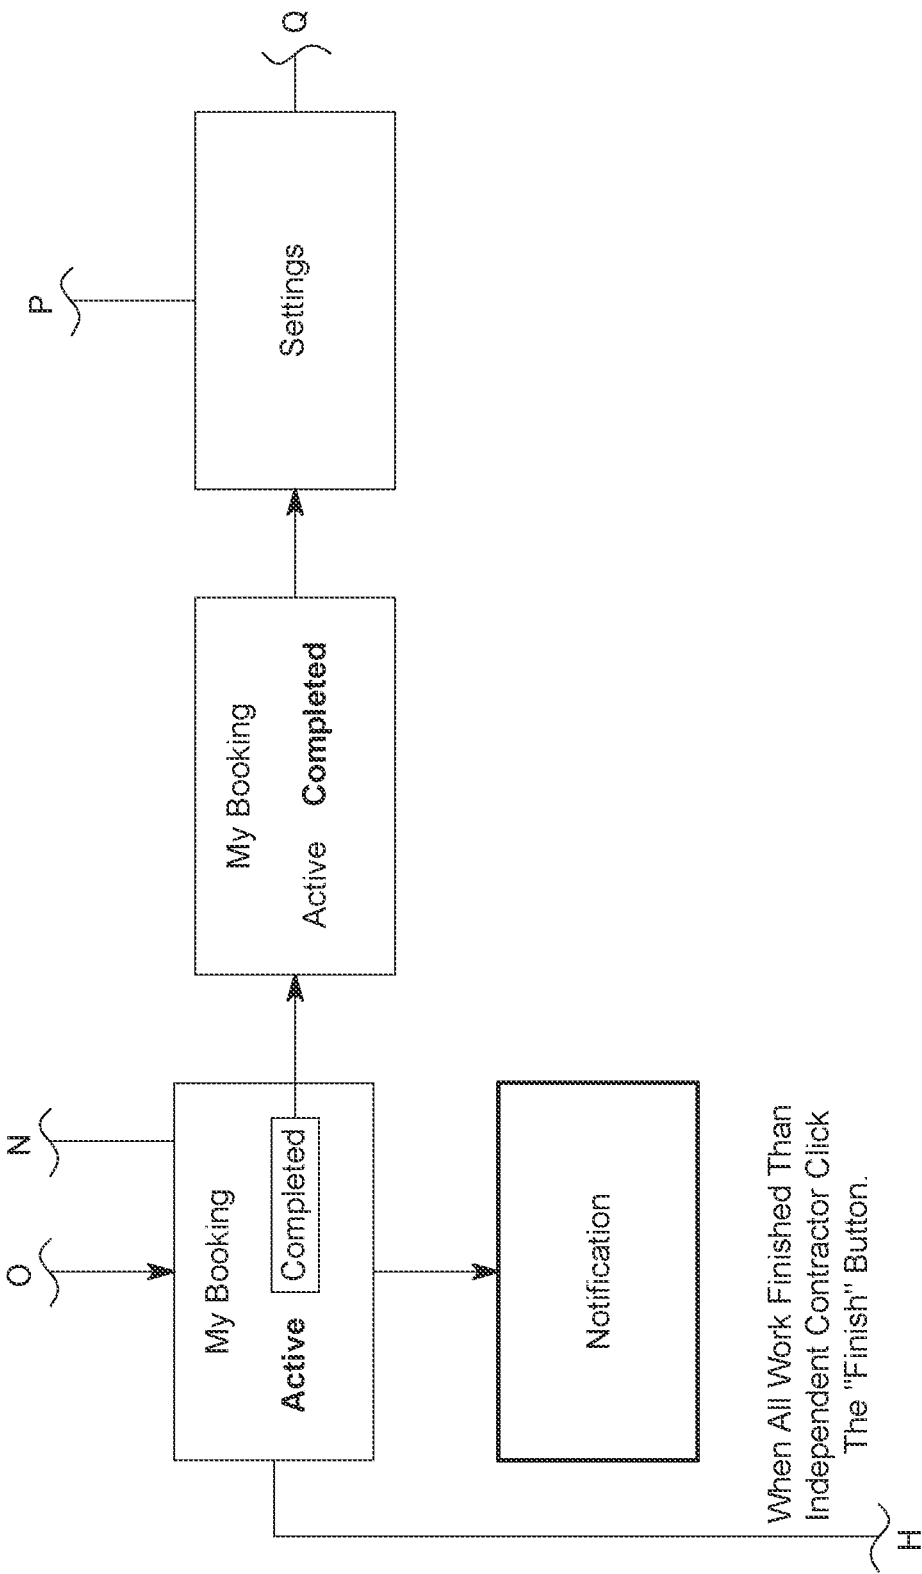 O
N
P
Q
My Booking
Active Completed
My Booking
Active Completed
Settings
Notification
When All Work Finished Than
Independent Contractor Click
The "Finish" Button.
H